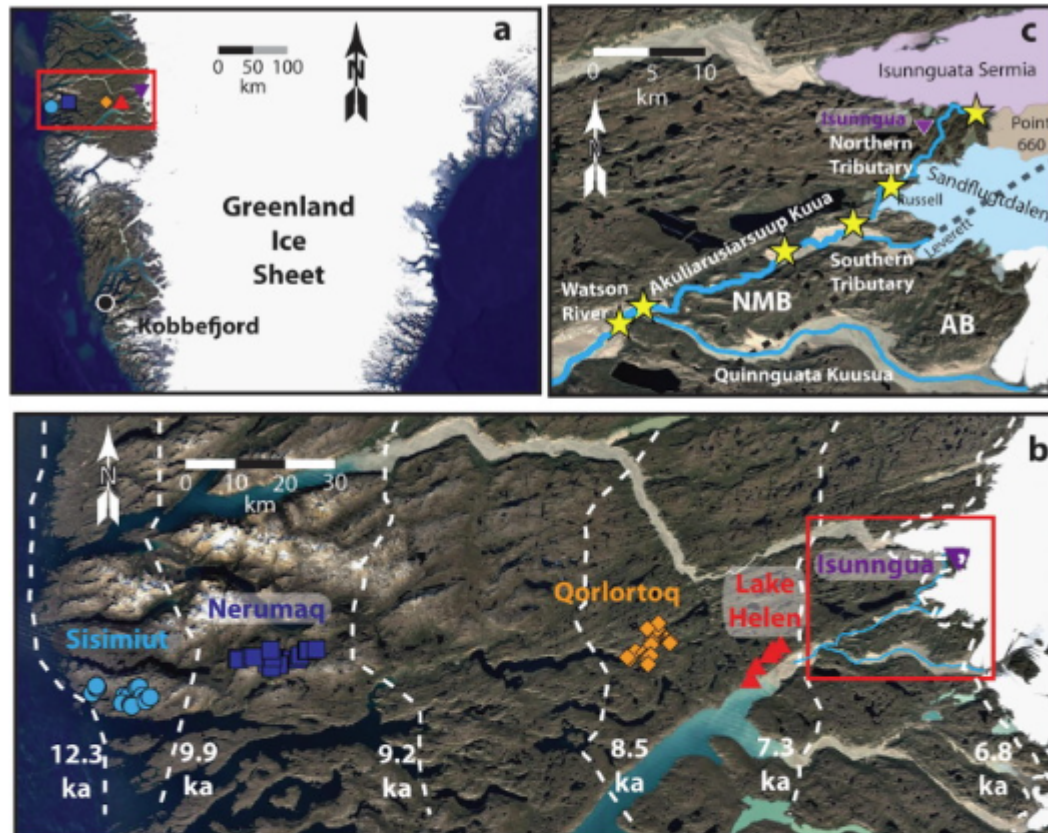 a
0 50 100
km
N
Greenland
Ice
Sheet
Kobbefjord
c
0 5 10
km
N
Isunnguata Sermia
Isunngua
Northern
Tributary
Point
660
Sandflugtdalen
Russell
Leverett
Akuliarusiarsuup Kuua
Southern
Tributary
Watson
River
NMB
AB
Quinnguata Kuusua
b
N
0 10 20 30
km
Isunngua
Lake
Helen
Qorlortoq
Nerumaq
Sisimiut
12.3
ka
9.9
ka
9.2
ka
8.5
ka
7.3
ka
6.8
ka